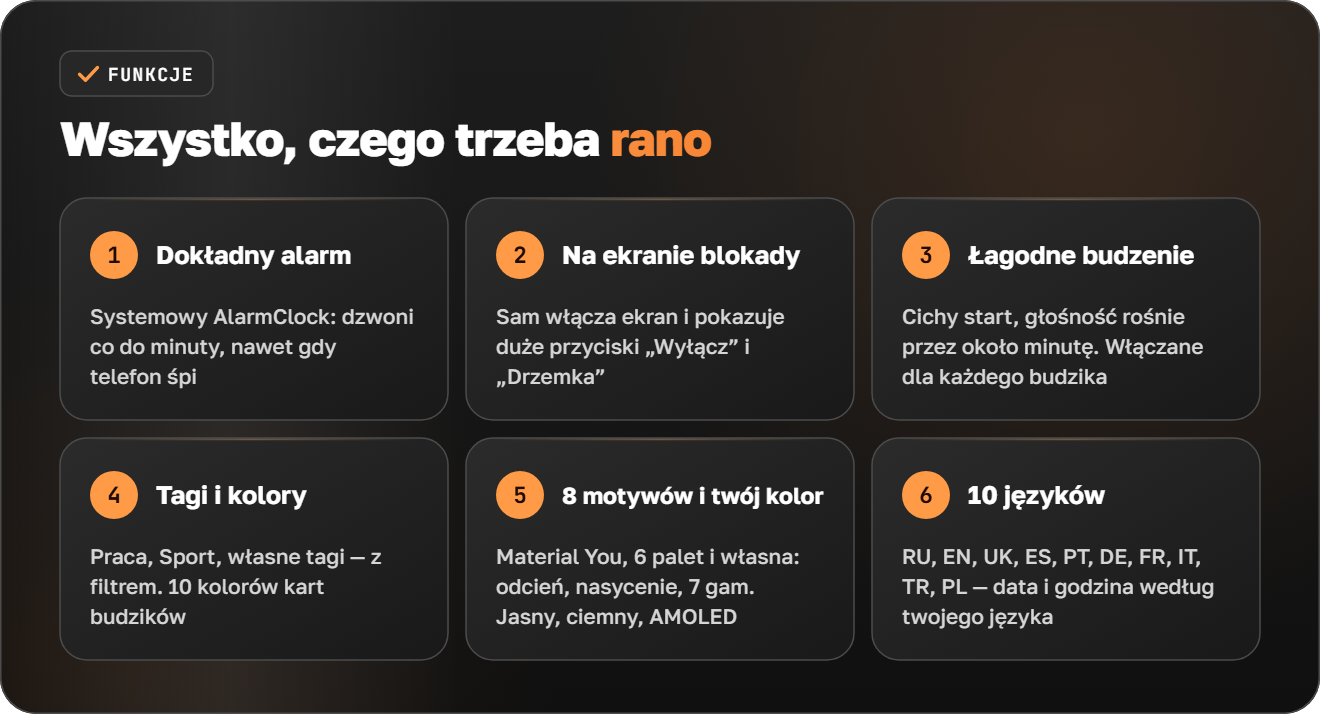 FUNKCJE
Wszystko, czego trzeba rano
1 Dokładny alarm
Systemowy AlarmClock: dzwoni
co do minuty, nawet gdy
telefon śpi
2 Na ekranie blokady
Sam włącza ekran i pokazuje
duże przyciski „Wyłącz” i
„Drzemka”
3 Łagodne budzenie
Cichy start, głośność rośnie
przez około minutę. Włączane
dla każdego budzika
4 Tagi i kolory
Praca, Sport, własne tagi — z
filtrem. 10 kolorów kart
budzików
5 8 motywów i twój kolor
Material You, 6 palet i własna:
odcień, nasycenie, 7 gam.
Jasny, ciemny, AMOLED
6 10 języków
RU, EN, UK, ES, PT, DE, FR, IT,
TR, PL — data i godzina według
twojego języka